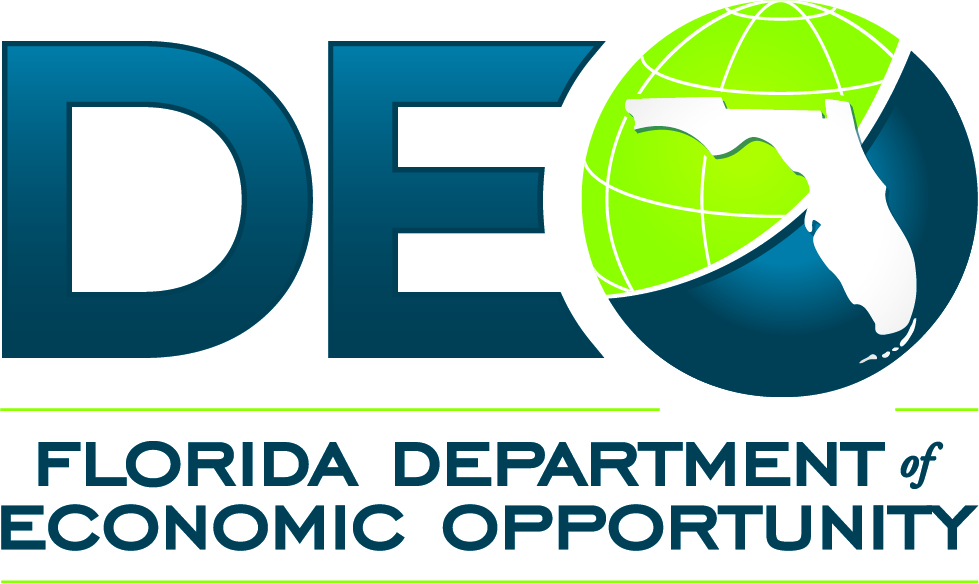 DEO
FLORIDA DEPARTMENT of
ECONOMIC OPPORTUNITY